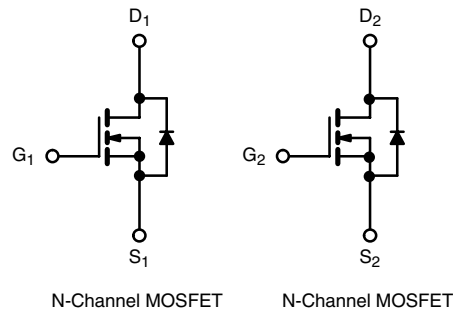 D1 D2
G1 G2
S1 S2
N-Channel MOSFET N-Channel MOSFET